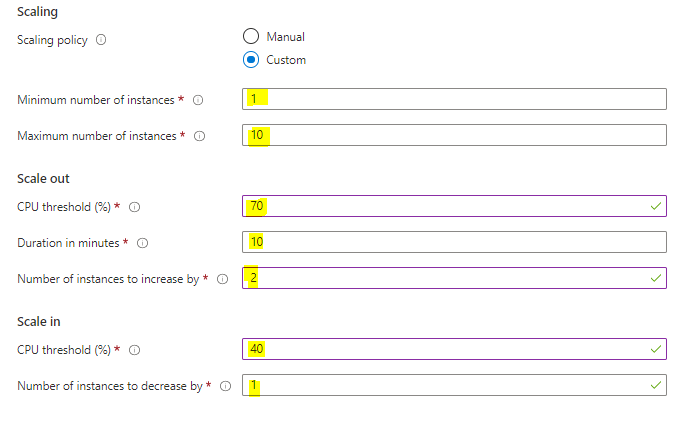 Scaling
Scaling policy
Manual
Custom
Minimum number of instances * 1
Maximum number of instances * 10
Scale out
CPU threshold (%) * 70
Duration in minutes * 10
Number of instances to increase by * 2
Scale in
CPU threshold (%) * 40
Number of instances to decrease by * 1